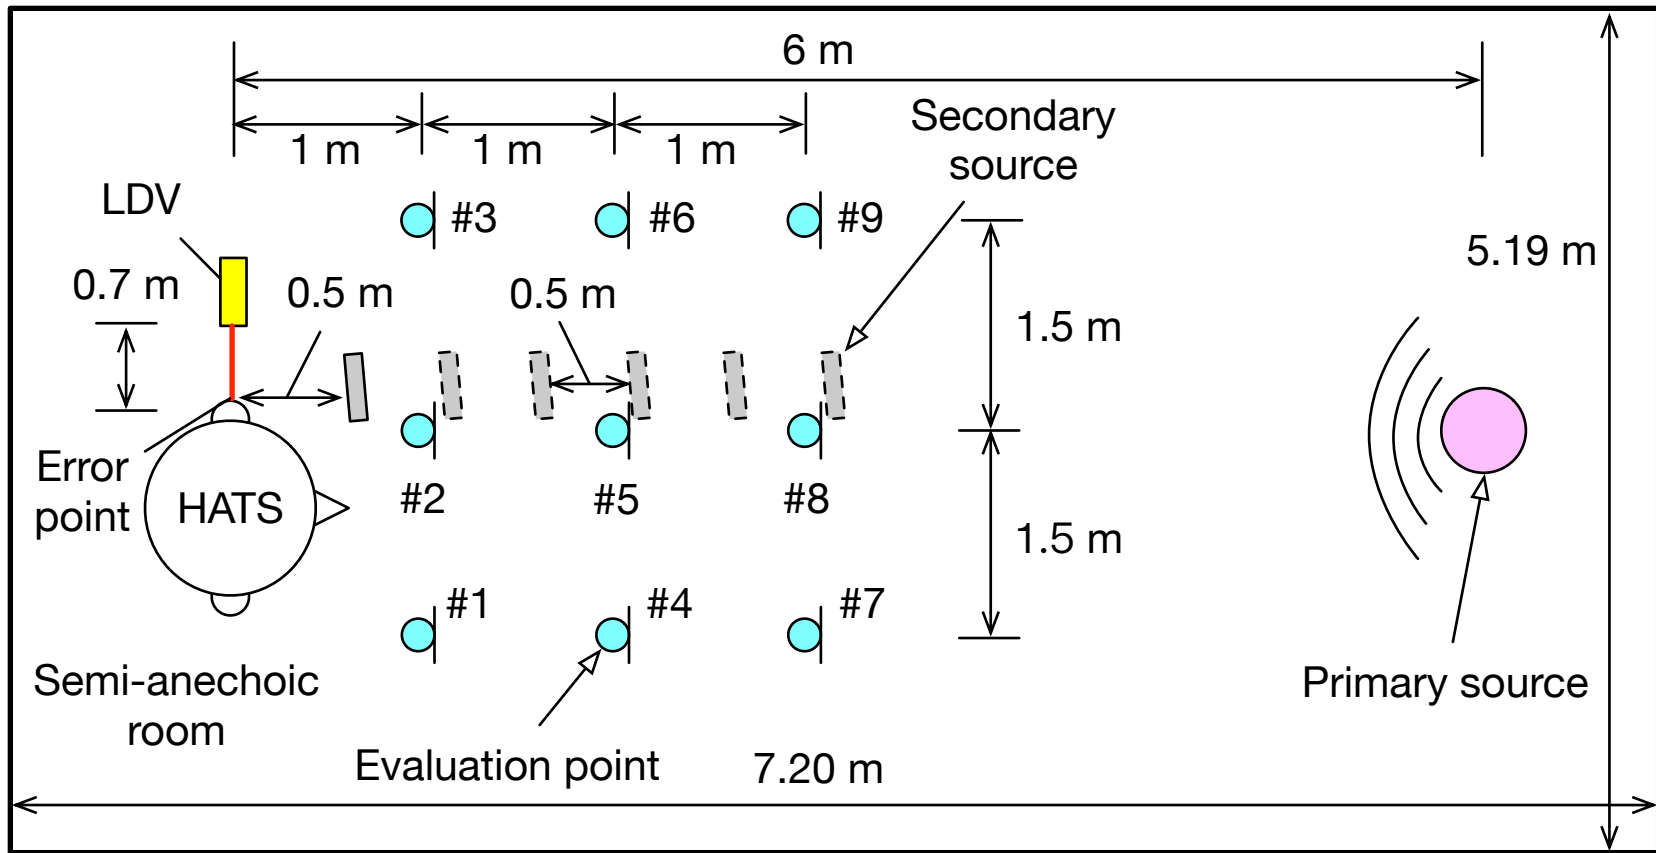 6 m
1 m
1 m
1 m
Secondary
source
LDV
#3
#6
#9
5.19 m
0.7 m
0.5 m
0.5 m
1.5 m
Error
point
HATS
#2
#5
#8
1.5 m
#1
#4
#7
Semi-anechoic
room
Primary source
Evaluation point
7.20 m